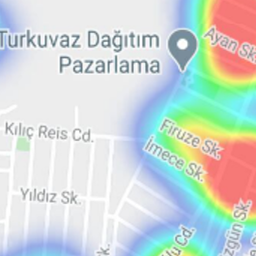 Turkuvaz Dağıtım
Pazarlama
Ayan Sk.
Kılıç Reis Cd.
Firuze Sk.
İmece Sk.
Yıldız Sk.